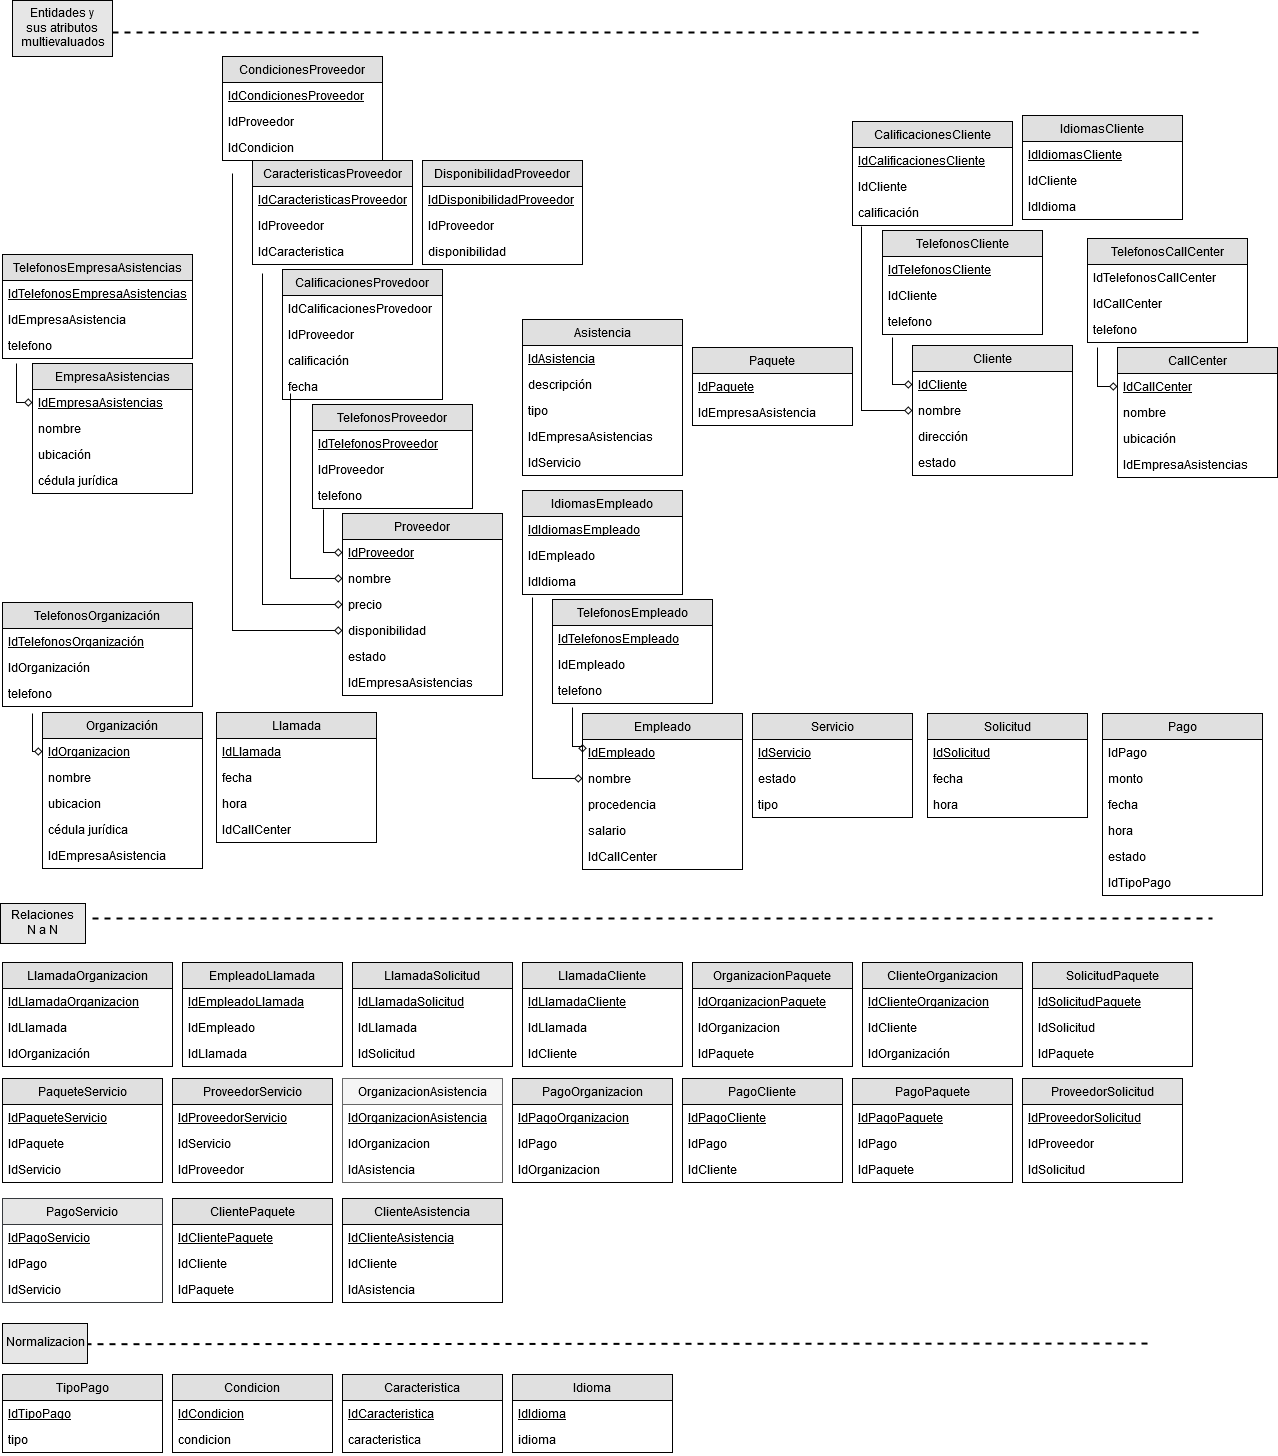 Entidades y
sus atributos
multievaluados
CondicionesProveedor
IdCondicionesProveedor
IdProveedor
IdCondicion
CaracteristicasProveedor
IdCaracteristicasProveedor
IdProveedor
IdCaracteristica
DisponibilidadProveedor
IdDisponibilidadProveedor
IdProveedor
disponibilidad
CalificacionesCliente
IdCalificacionesCliente
IdCliente
calificación
IdiomasCliente
IdIdiomasCliente
IdCliente
IdIdioma
TelefonosEmpresaAsistencias
IdTelefonosEmpresaAsistencias
IdEmpresaAsistencia
telefono
EmpresaAsistencias
IdEmpresaAsistencias
nombre
ubicación
cédula jurídica
CalificacionesProvedoor
IdCalificacionesProvedoor
IdProveedor
calificación
fecha
TelefonosProveedor
IdTelefonosProveedor
IdProveedor
telefono
Proveedor
IdProveedor
nombre
precio
disponibilidad
estado
IdEmpresaAsistencias
Asistencia
IdAsistencia
descripción
tipo
IdEmpresaAsistencias
IdServicio
Paquete
IdPaquete
IdEmpresaAsistencia
TelefonosCliente
IdTelefonosCliente
IdCliente
telefono
Cliente
IdCliente
nombre
dirección
estado
TelefonosCallCenter
IdTelefonosCallCenter
IdCallCenter
telefono
CallCenter
IdCallCenter
nombre
ubicación
IdEmpresaAsistencias
IdiomasEmpleado
IdIdiomasEmpleado
IdEmpleado
IdIdioma
TelefonosEmpleado
IdTelefonosEmpleado
IdEmpleado
telefono
TelefonosOrganización
IdTelefonosOrganización
IdOrganización
telefono
Organización
IdOrganizacion
nombre
ubicacion
cédula jurídica
IdEmpresaAsistencia
Llamada
IdLlamada
fecha
hora
IdCallCenter
Empleado
IdEmpleado
nombre
procedencia
salario
IdCallCenter
Servicio
IdServicio
estado
tipo
Solicitud
IdSolicitud
fecha
hora
Pago
IdPago
monto
fecha
hora
estado
IdTipoPago
Relaciones
N a N
LlamadaOrganizacion
IdLlamadaOrganizacion
IdLlamada
IdOrganización
EmpleadoLlamada
IdEmpleadoLlamada
IdEmpleado
IdLlamada
LlamadaSolicitud
IdLlamadaSolicitud
IdLlamada
IdSolicitud
LlamadaCliente
IdLlamadaCliente
IdLlamada
IdCliente
OrganizacionPaquete
IdOrganizacionPaquete
IdOrganizacion
IdPaquete
ClienteOrganizacion
IdClienteOrganizacion
IdCliente
IdOrganización
SolicitudPaquete
IdSolicitudPaquete
IdSolicitud
IdPaquete
PaqueteServicio
IdPaqueteServicio
IdPaquete
IdServicio
ProveedorServicio
IdProveedorServicio
IdServicio
IdProveedor
OrganizacionAsistencia
IdOrganizacionAsistencia
IdOrganizacion
IdAsistencia
PagoOrganizacion
IdPagoOrganizacion
IdPago
IdOrganizacion
PagoCliente
IdPagoCliente
IdPago
IdCliente
PagoPaquete
IdPagoPaquete
IdPago
IdPaquete
ProveedorSolicitud
IdProveedorSolicitud
IdProveedor
IdSolicitud
PagoServicio
IdPagoServicio
IdPago
IdServicio
ClientePaquete
IdClientePaquete
IdCliente
IdPaquete
ClienteAsistencia
IdClienteAsistencia
IdCliente
IdAsistencia
Normalizacion
TipoPago
IdTipoPago
tipo
Condicion
IdCondicion
condicion
Caracteristica
IdCaracteristica
caracteristica
Idioma
IdIdioma
idioma